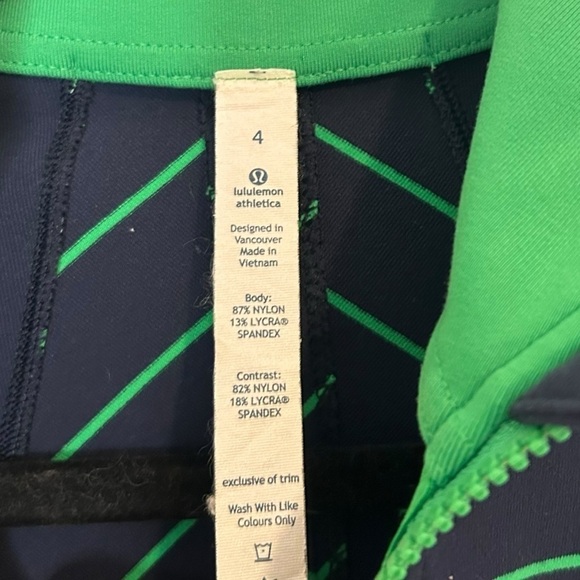 4
lululemon
athletica
Designed in
Vancouver
Made in
Vietnam
Body:
87% NYLON
13% LYCRA®
SPANDEX
Contrast:
82% NYLON
18% LYCRA®
SPANDEX
exclusive of trim
Wash With Like
Colours Only